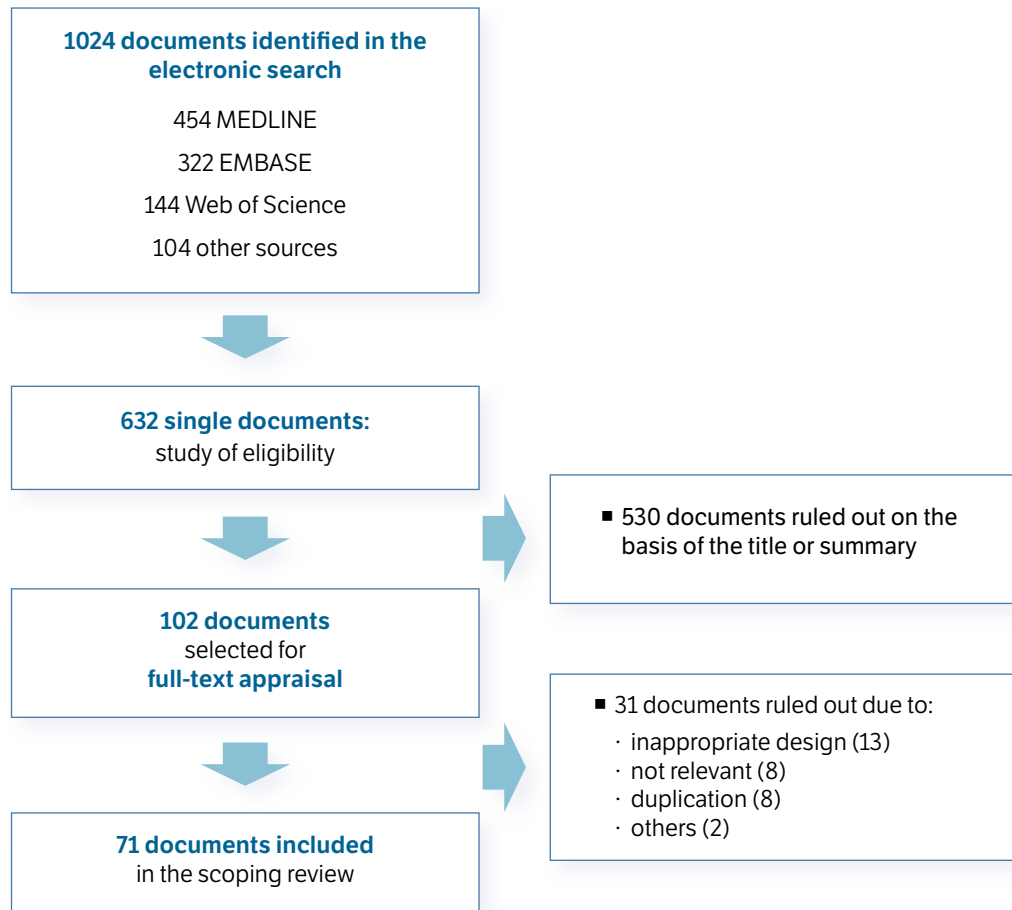 1024 documents identified in the
electronic search
454 MEDLINE
322 EMBASE
144 Web of Science
104 other sources
632 single documents:
study of eligibility
■ 530 documents ruled out on the
basis of the title or summary
102 documents
selected for
full-text appraisal
■ 31 documents ruled out due to:
· inappropriate design (13)
· not relevant (8)
· duplication (8)
· others (2)
71 documents included
in the scoping review